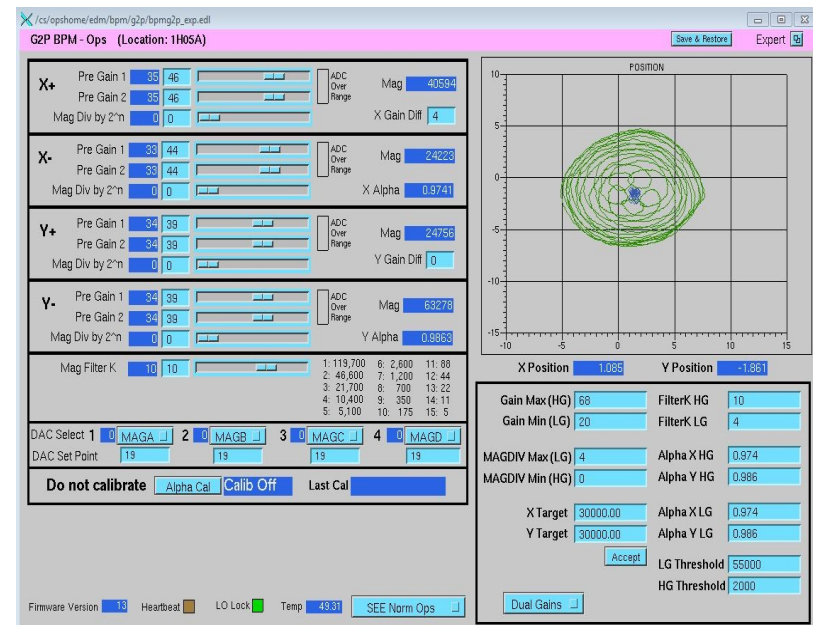 /cs/opshome/edm/bpm/g2p/bpmg2p_exp.edl
G2P BPM - Ops (Location: 1H05A) Save & Restore Expert
X+ Pre Gain 1 35 46 ADC Over Range Mag 40594
Pre Gain 2 35 46
Mag Div by 2^n 0 0 X Gain Diff 4
X- Pre Gain 1 33 44 ADC Over Range Mag 24223
Pre Gain 2 33 44
Mag Div by 2^n 0 0 X Alpha 0.9741
Y+ Pre Gain 1 34 39 ADC Over Range Mag 24756
Pre Gain 2 34 39
Mag Div by 2^n 0 0 Y Gain Diff 0
Y- Pre Gain 1 34 39 ADC Over Range Mag 63278
Pre Gain 2 34 39
Mag Div by 2^n 0 0 Y Alpha 0.9863
Mag Filter K 10 10
1: 119,700 6: 2,600 11: 88
2: 46,600 7: 1,200 12: 44
3: 21,700 8: 700 13: 22
4: 10,400 9: 350 14: 11
5: 5,100 10: 175 15: 5
DAC Select 1 0 MAGA 2 0 MAGB 3 0 MAGC 4 0 MAGD
DAC Set Point 19 19 19 19
Do not calibrate Alpha Cal Calib Off Last Cal
Firmware Version 13 Heartbeat LO Lock Temp 49.31 SEE Norm Ops
POSITION
10
5
0
-5
-10
-15
-10 -5 0 5 10 15
X Position 1.085 Y Position -1.861
Gain Max (HG) 68 FilterK HG 10
Gain Min (LG) 20 FilterK LG 4
MAGDIV Max (LG) 4 Alpha X HG 0.974
MAGDIV Min (HG) 0 Alpha Y HG 0.986
X Target 30000.00 Alpha X LG 0.974
Y Target 30000.00 Alpha Y LG 0.986
Accept LG Threshold 55000
HG Threshold 2000
Dual Gains